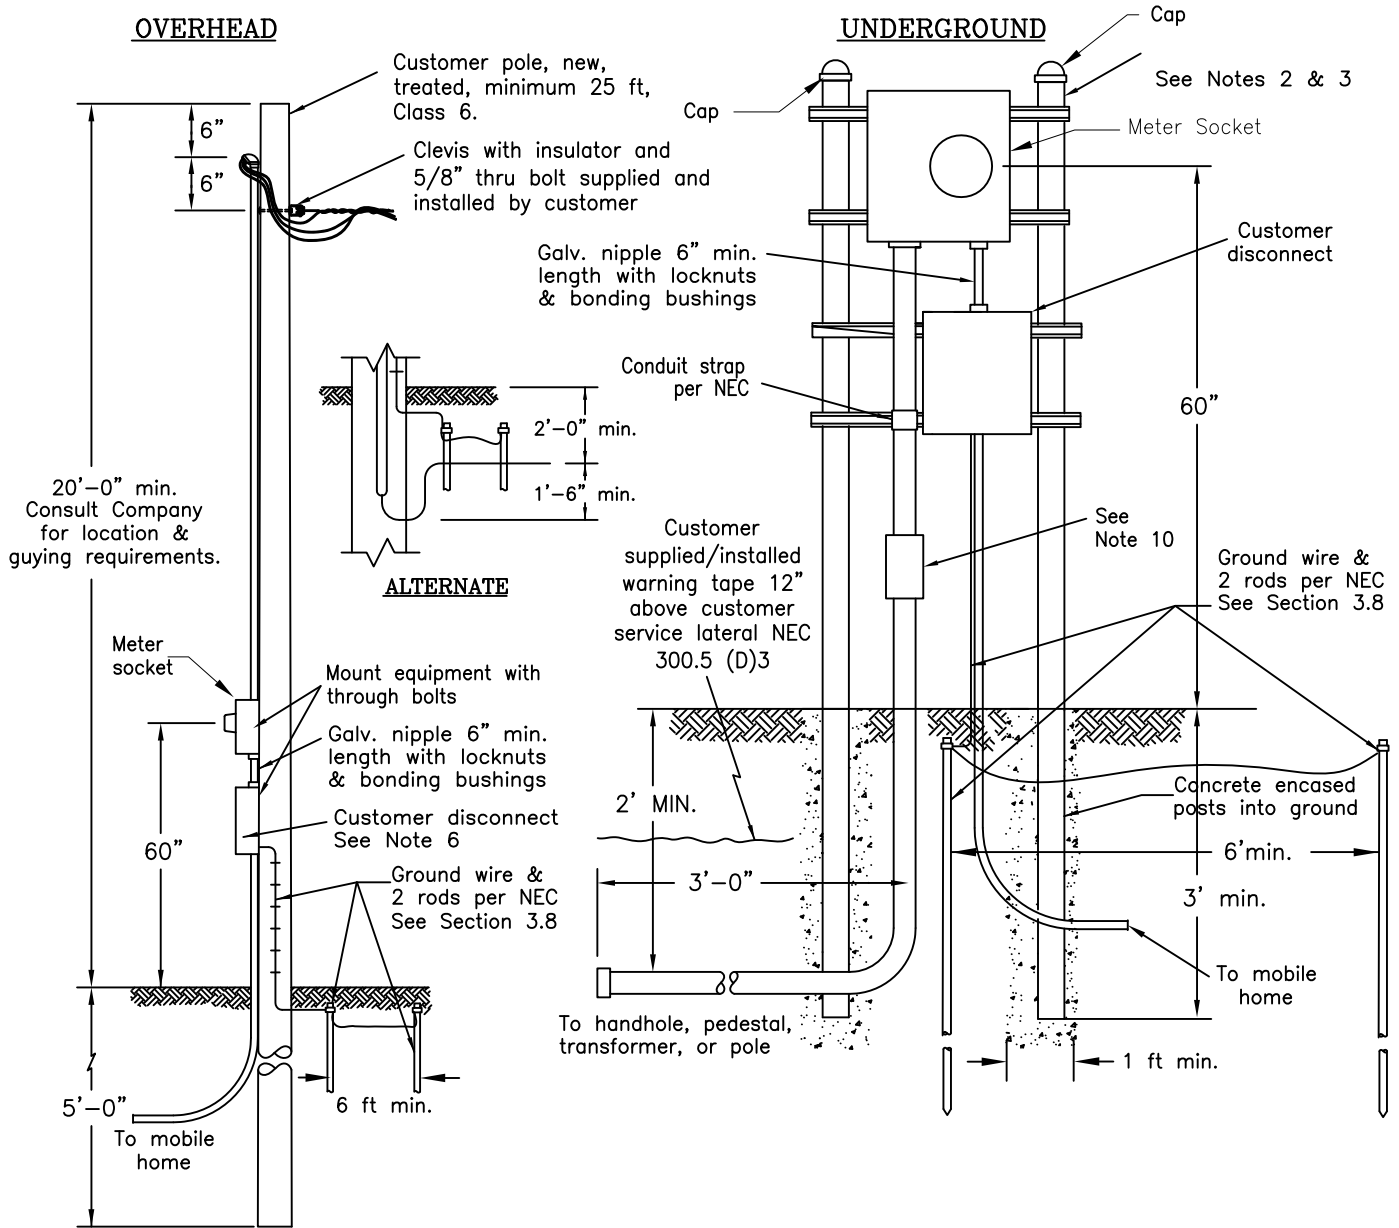 OVERHEAD
Customer pole, new,
treated, minimum 25 ft,
Class 6.
6"
6"
Clevis with insulator and
5/8" thru bolt supplied and
installed by customer
2'-0" min.
1'-6" min.
ALTERNATE
20'-0" min.
Consult Company
for location &
guying requirements.
Meter
socket
Mount equipment with
through bolts
Galv. nipple 6" min.
length with locknuts
& bonding bushings
Customer disconnect
See Note 6
60"
Ground wire &
2 rods per NEC
See Section 3.8
6 ft min.
5'-0"
To mobile
home
UNDERGROUND
Cap
Cap
See Notes 2 & 3
Meter Socket
Customer
disconnect
Galv. nipple 6" min.
length with locknuts
& bonding bushings
Conduit strap
per NEC
60"
Customer
supplied/installed
warning tape 12"
above customer
service lateral NEC
300.5 (D)3
See
Note 10
Ground wire &
2 rods per NEC
See Section 3.8
2' MIN.
3'-0"
Concrete encased
posts into ground
6'min.
3' min.
To mobile
home
To handhole, pedestal,
transformer, or pole
1 ft min.